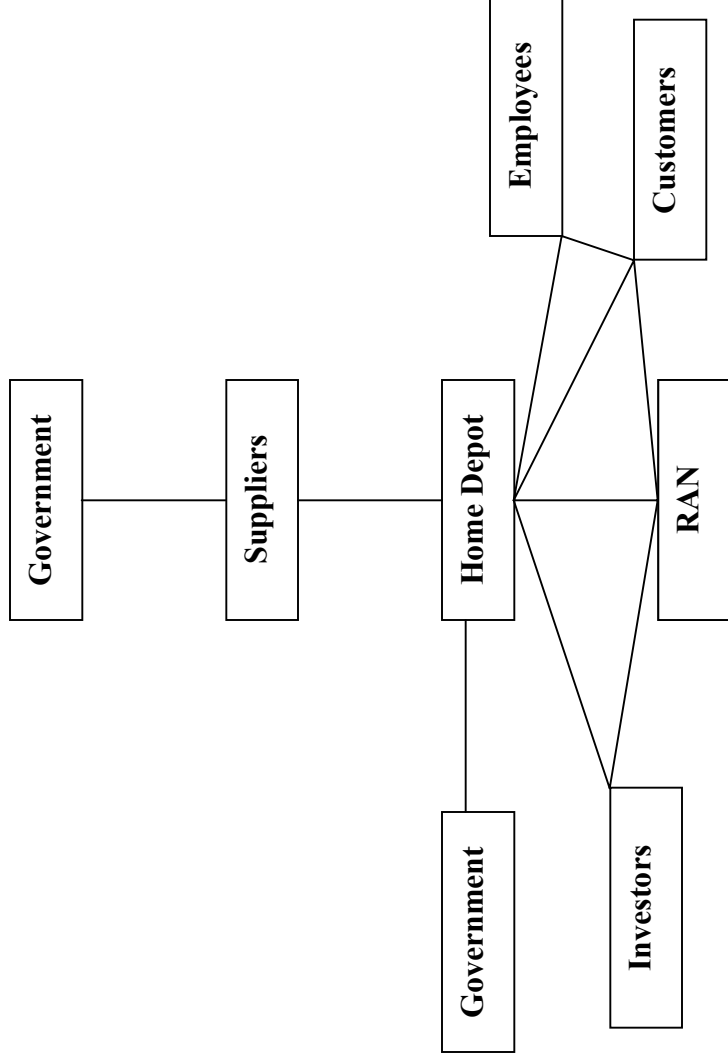 Government
Suppliers
Home Depot
Government
Employees
Customers
RAN
Investors